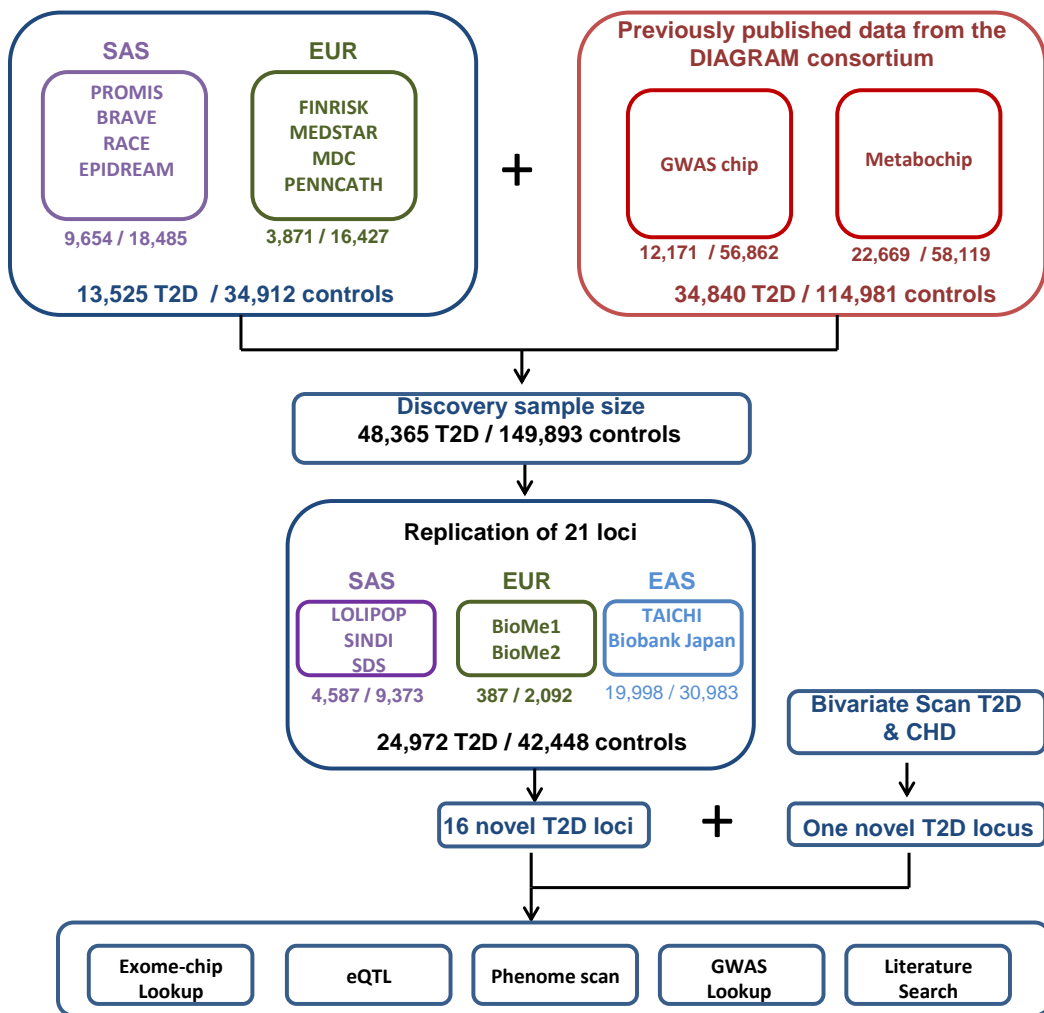 SAS
PROMIS
BRAVE
RACE
EPIDREAM
9,654 / 18,485
EUR
FINRISK
MEDSTAR
MDC
PENNCATH
3,871 / 16,427
13,525 T2D / 34,912 controls
+
Previously published data from the
DIAGRAM consortium
GWAS chip
12,171 / 56,862
Metabochip
22,669 / 58,119
34,840 T2D / 114,981 controls
Discovery sample size
48,365 T2D / 149,893 controls
Replication of 21 loci
SAS
LOLIPOP
SINDI
SDS
4,587 / 9,373
EUR
BioMe1
BioMe2
387 / 2,092
EAS
TAICHI
Biobank Japan
19,998 / 30,983
24,972 T2D / 42,448 controls
Bivariate Scan T2D
& CHD
16 novel T2D loci
+
One novel T2D locus
Exome-chip
Lookup
eQTL
Phenome scan
GWAS
Lookup
Literature
Search